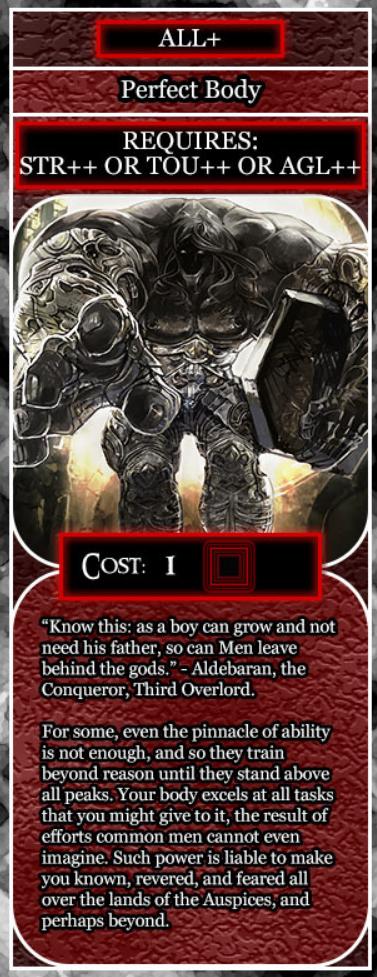 ALL+
Perfect Body
REQUIRES:
STR++ OR TOU++ OR AGL++
COST: 1
“Know this: as a boy can grow and not
need his father, so can Men leave
behind the gods.” - Aldebaran, the
Conqueror, Third Overlord.
For some, even the pinnacle of ability
is not enough, and so they train
beyond reason until they stand above
all peaks. Your body excels at all tasks
that you might give to it, the result of
efforts common men cannot even
imagine. Such power is liable to make
you known, revered, and feared all
over the lands of the Auspices, and
perhaps beyond.